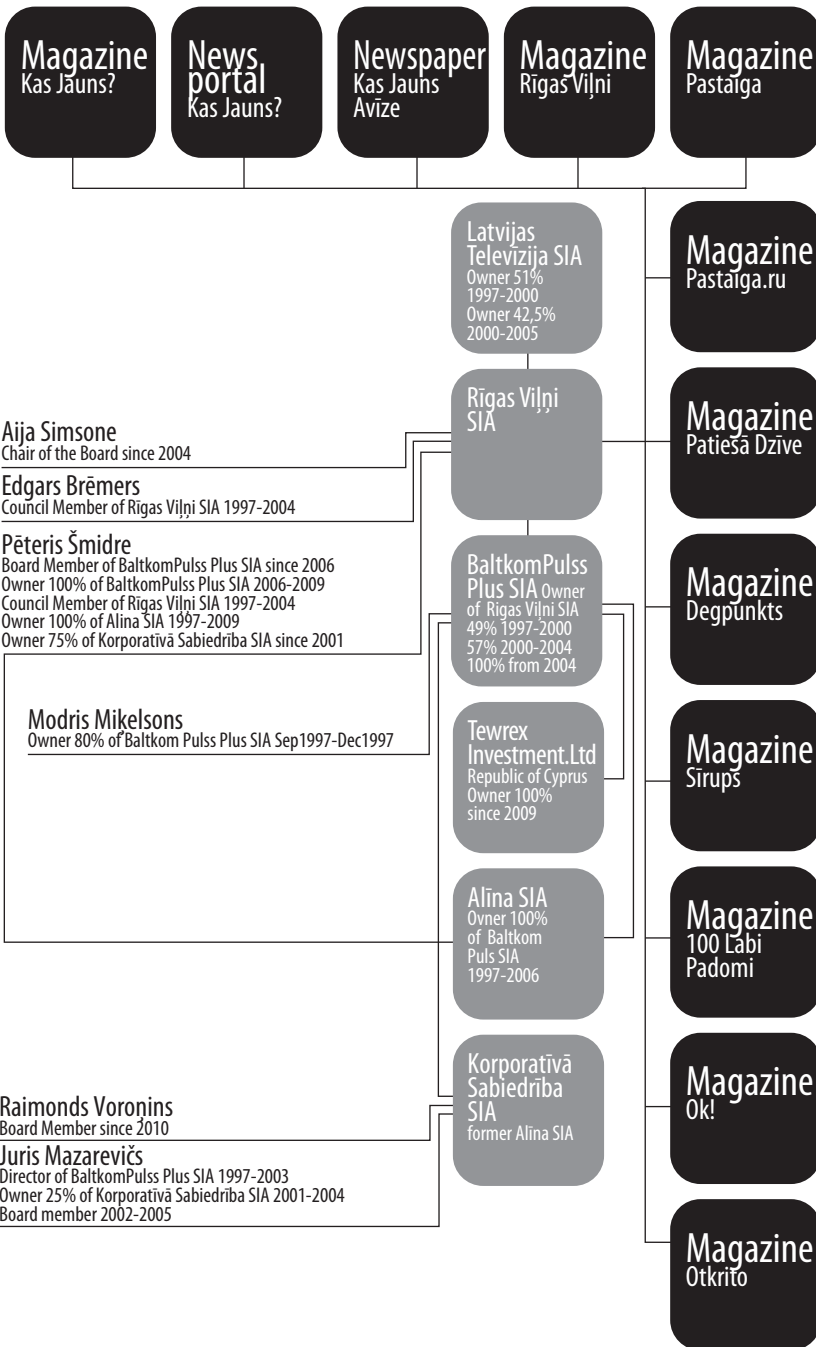 Magazine
Kas Jauns?
News
portal
Kas Jauns?
Newspaper
Kas Jauns
Avīze
Magazine
Rīgas Viļņi
Magazine
Pastaiga
Latvijas
Televīzija SIA
Owner 51%
1997-2000
Owner 42,5%
2000-2005
Magazine
Pastaiga.ru
Rīgas Viļņi
SIA
Magazine
Patiesā Dzīve
Aija Simsone
Chair of the Board since 2004
Edgars Brēmers
Council Member of Rīgas Viļņi SIA 1997-2004
Pēteris Šmidre
Board Member of BaltkomPulss Plus SIA since 2006
Owner 100% of BaltkomPulss Plus SIA 2006-2009
Council Member of Rīgas Viļņi SIA 1997-2004
Owner 100% of Alina SIA 1997-2009
Owner 75% of Korporatīvā Sabiedrība SIA since 2001
BaltkomPulss
Plus SIA Owner
of Rigas Viļņi SIA
49% 1997-2000
57% 2000-2004
100% from 2004
Magazine
Degpunkts
Modris Miķelsons
Owner 80% of Baltkom Pulss Plus SIA Sep1997-Dec1997
Tewrex
Investment.Ltd
Republic of Cyprus
Owner 100%
since 2009
Magazine
Sīrups
Alīna SIA
Ovner 100%
of Baltkom
Puls SIA
1997-2006
Magazine
100 Labi
Padomi
Korporatīvā
Sabiedrība
SIA
former Alīna SIA
Magazine
Ok!
Raimonds Voroņins
Board Member since 2010
Juris Mazarevičs
Director of BaltkomPulss Plus SIA 1997-2003
Owner 25% of Korporatīvā Sabiedrība SIA 2001-2004
Board member 2002-2005
Magazine
Otkrito